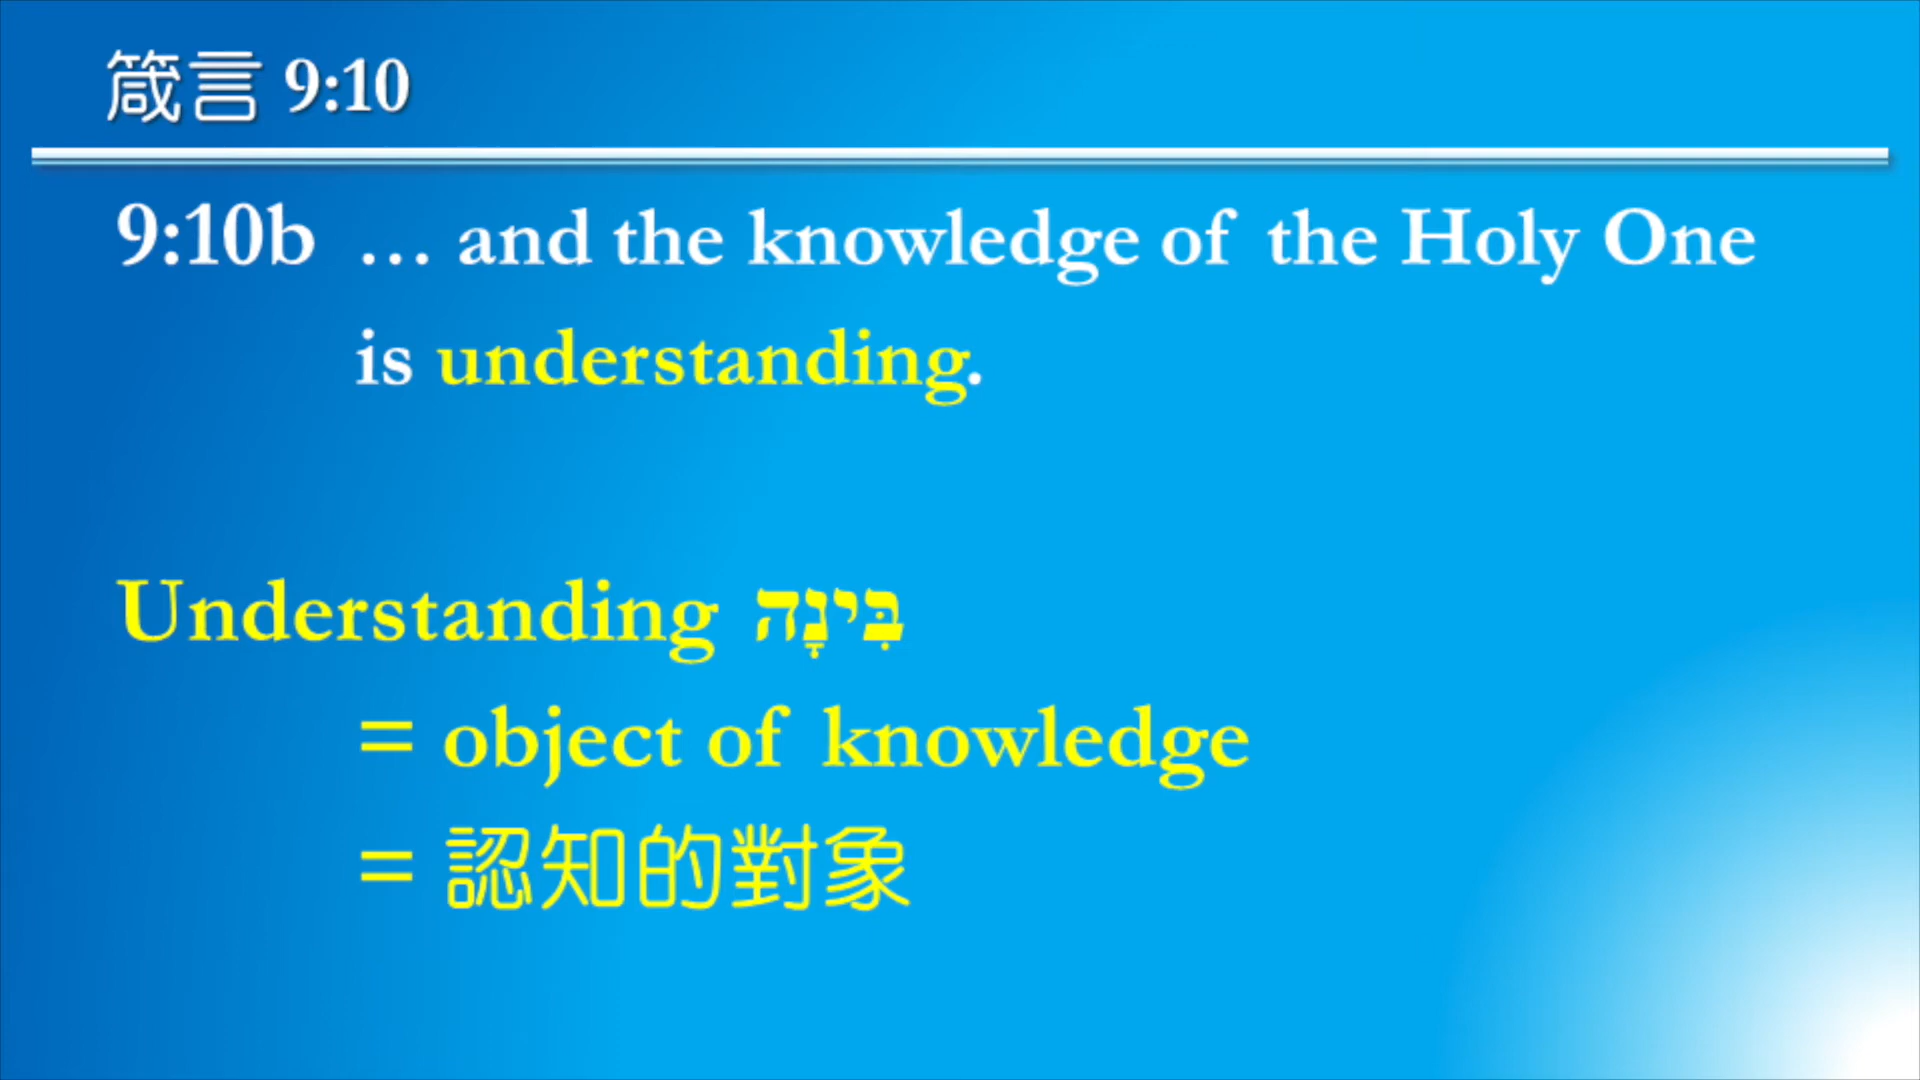 箴言 9:10
9:10b … and the knowledge of the Holy One
is understanding.
Understanding בִּינָה
= object of knowledge
= 認知的對象